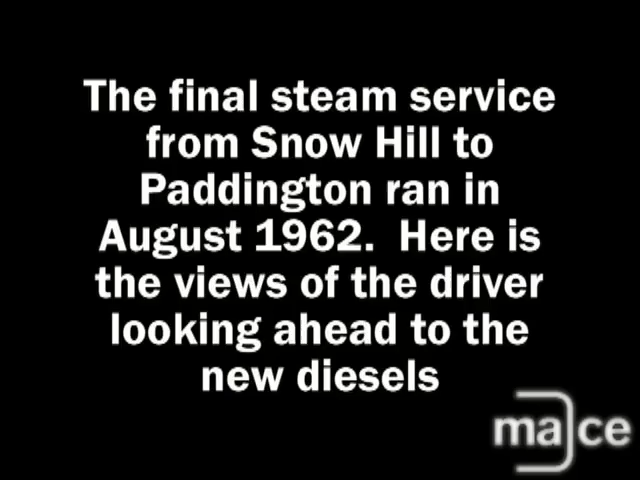 The final steam service
from Snow Hill to
Paddington ran in
August 1962.  Here is
the views of the driver
looking ahead to the
new diesels
mace